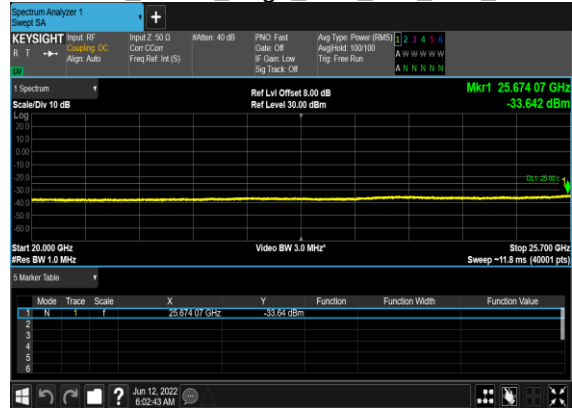 Spectrum Analyzer 1
Swept SA
+
KEYSIGHT Input: RF Input Z: 50 Ω #Atten: 40 dB PNO: Fast Avg Type: Power (RMS) 1 2 3 4 5 6
R T Coupling: DC Corr CCorr Gate: Off Avg|Hold: 100/100 A W W W W W
Align: Auto Freq Ref: Int (S) IF Gain: Low Trig: Free Run
Sig Track: Off A N N N N N
1 Spectrum Ref Lvl Offset 8.00 dB Mkr1 25.674 07 GHz
Scale/Div 10 dB Ref Level 30.00 dBm -33.642 dBm
Log
20.0
10.0
0.00
-10.0
-20.0
-30.0
-40.0
-50.0
-60.0
1
Start 20.000 GHz Video BW 3.0 MHz* Stop 25.700 GHz
#Res BW 1.0 MHz Sweep ~11.8 ms (40001 pts)
5 Marker Table
Mode Trace Scale X Y Function Function Width Function Value
1 N 1 f 25.674 07 GHz -33.64 dBm
2
3
4
5
6
? Jun 12, 2022
6:02:43 AM